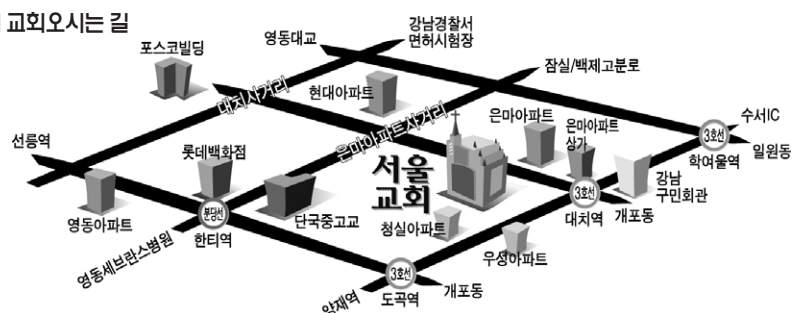 교회오시는 길
강남경찰서
면허시험장
영동대교
포스코빌딩
잠실/백제고분로
대치사거리
현대아파트
은마아파트사거리
은마아파트
은마아파트
상가
수서IC
3호선
학여울역
일원동
선릉역
롯데백화점
서울
교회
강남
구민회관
영동아파트
분당선
한티역
단국중고교
청실아파트
3호선
대치역
개포동
영동세브란스병원
우성아파트
3호선
도곡역
개포동
양재역